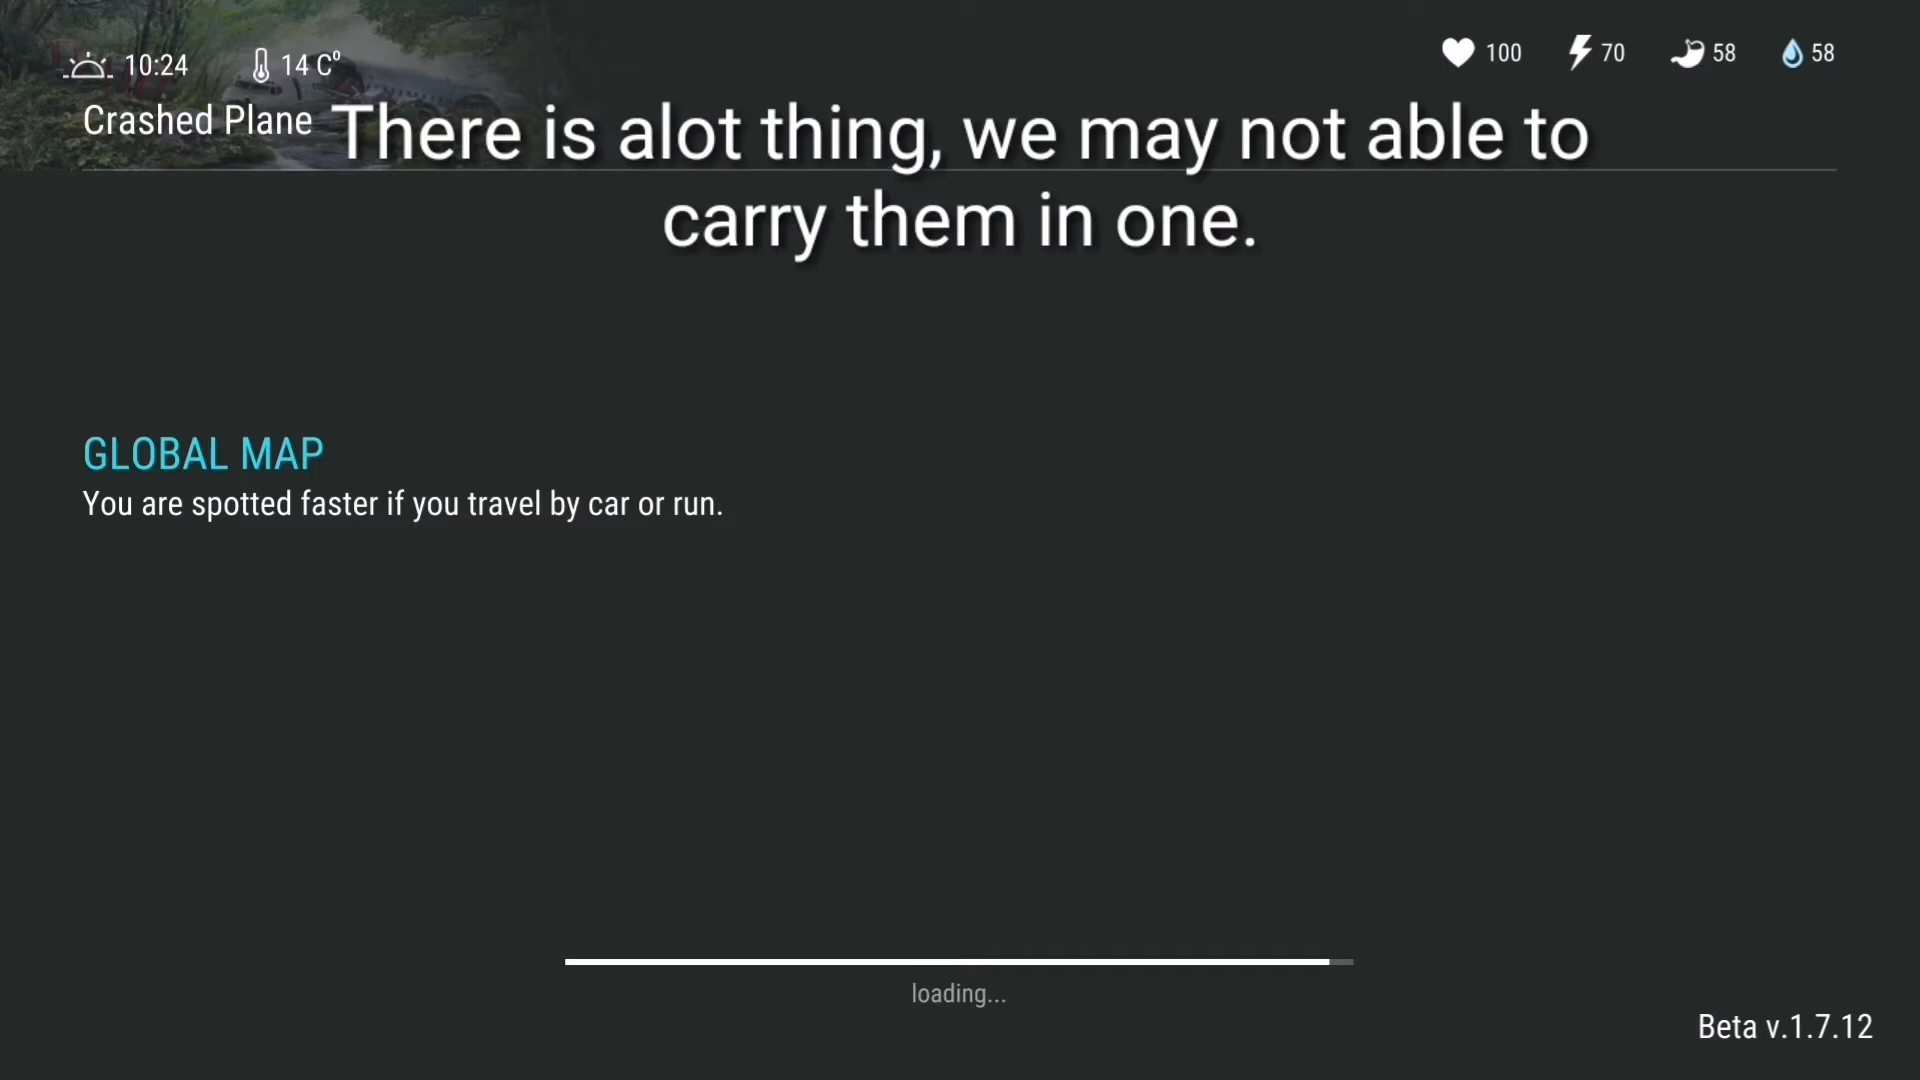 10:24 14 C⁰
100 70 58 58
Crashed Plane
There is alot thing, we may not able to
carry them in one.
GLOBAL MAP
You are spotted faster if you travel by car or run.
loading...
Beta v.1.7.12